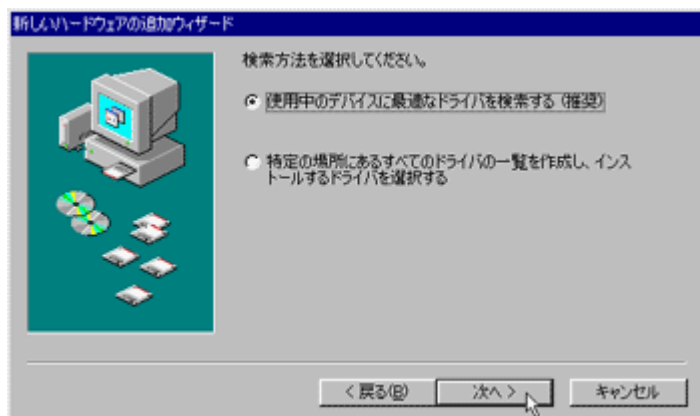 新しいハードウェアの追加ウィザード
検索方法を選択してください。
使用中のデバイスに最適なドライバを検索する (推奨)
特定の場所にあるすべてのドライバの一覧を作成し、インス
トールするドライバを選択する
< 戻る(B)
次へ >
キャンセル